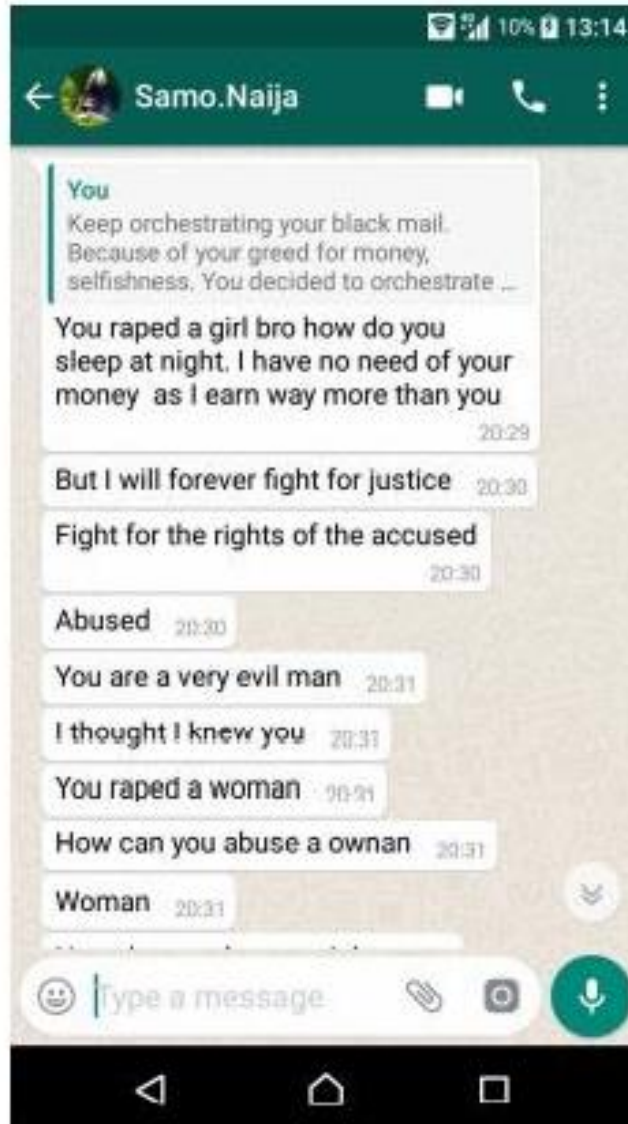 10% 13:14
Samo.Naija
You
Keep orchestrating your black mail.
Because of your greed for money,
selfishness. You decided to orchestrate ...
You raped a girl bro how do you
sleep at night. I have no need of your
money as I earn way more than you
20:29
But I will forever fight for justice 20:30
Fight for the rights of the accused
20:30
Abused 20:30
You are a very evil man 20:31
I thought I knew you 20:31
You raped a woman 20:31
How can you abuse a ownan 20:31
Woman 20:31
Type a message